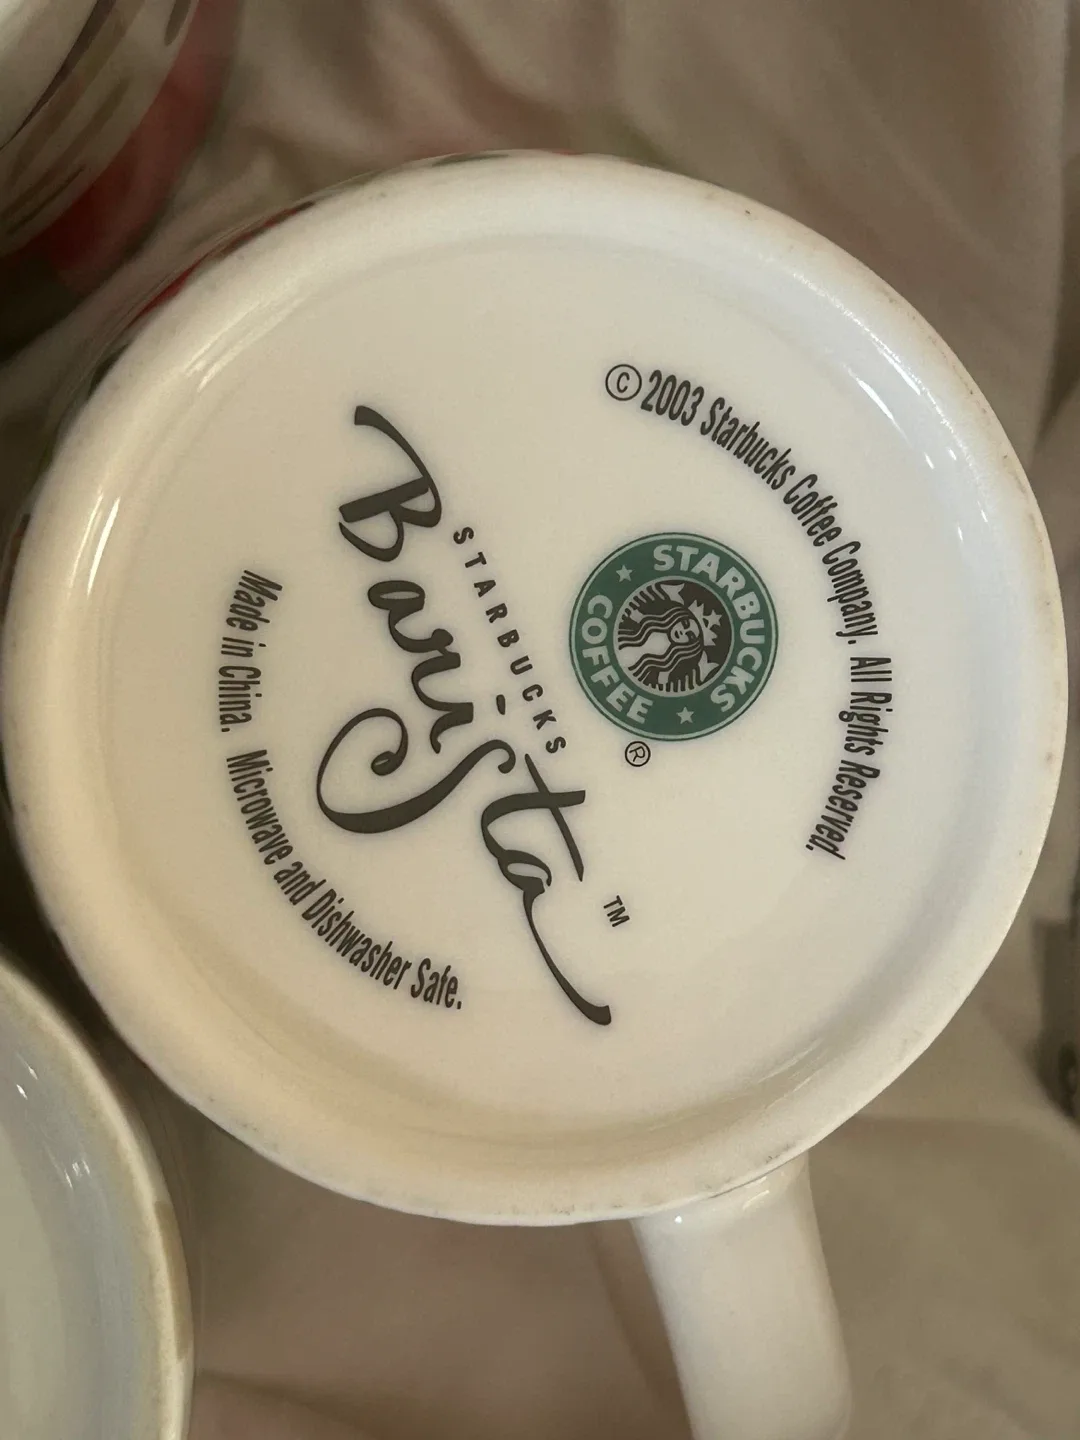 © 2003 Starbucks Coffee Company. All Rights Reserved.
STARBUCKS
COFFEE
®
STARBUCKS
Barista ™
Made in China. Microwave and Dishwasher Safe.